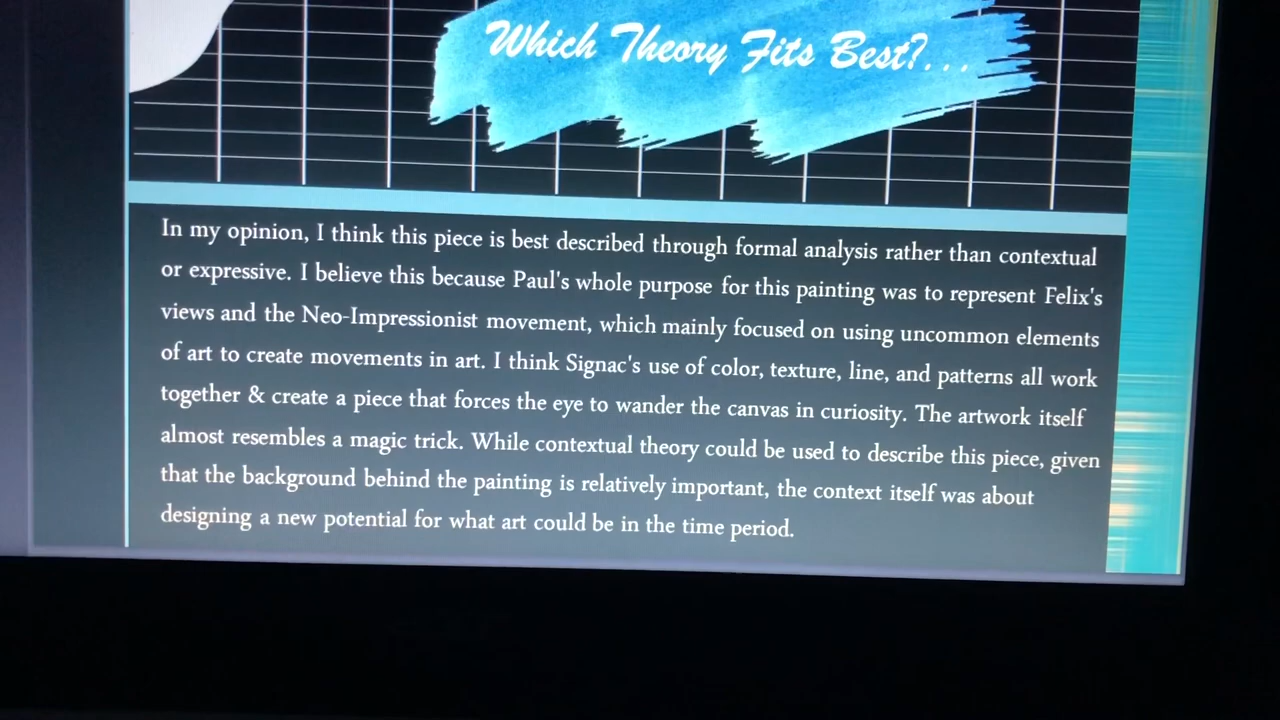 Which Theory Fits Best?...
In my opinion, I think this piece is best described through formal analysis rather than contextual
or expressive. I believe this because Paul's whole purpose for this painting was to represent Felix's
views and the Neo-Impressionist movement, which mainly focused on using uncommon elements
of art to create movements in art. I think Signac's use of color, texture, line, and patterns all work
together & create a piece that forces the eye to wander the canvas in curiosity. The artwork itself
almost resembles a magic trick. While contextual theory could be used to describe this piece, given
that the background behind the painting is relatively important, the context itself was about
designing a new potential for what art could be in the time period.